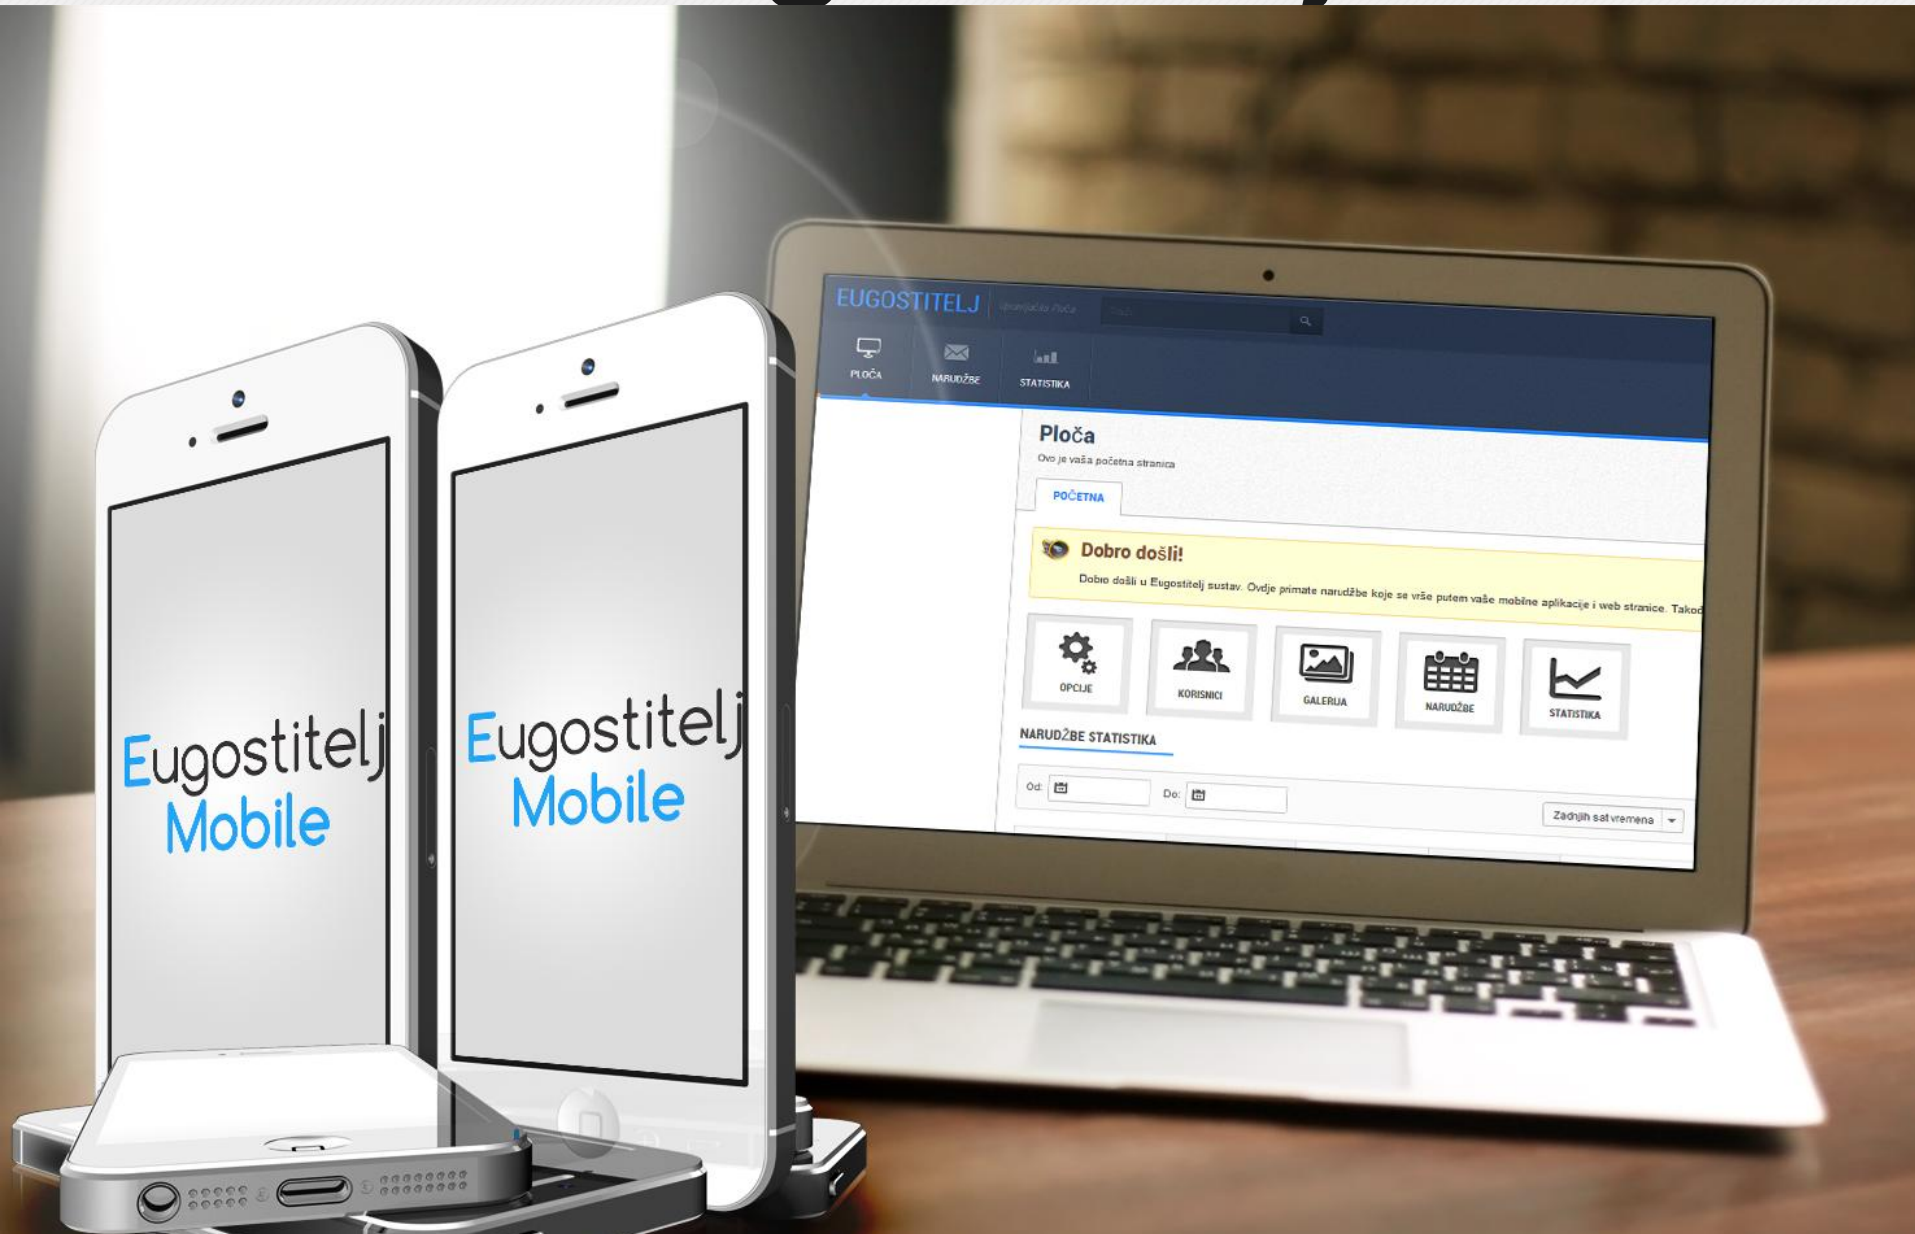 Eugostitelj
Mobile
Eugostitelj
Mobile
EUGOSTITELJ
PLOČA
NARUDŽBE
STATISTIKA
Ploča
Ovo je vaša početna stranica
POČETNA
Dobro došli!
Dobro došli u Eugostitelj sustav. Ovdje primate narudžbe koje se vrše putem vaše mobilne aplikacije i web stranice. Takođ
OPCIJE
KORISNICI
GALERIJA
NARUDŽBE
STATISTIKA
NARUDŽBE STATISTIKA
Od:
Do:
Zadnjih sat vremena